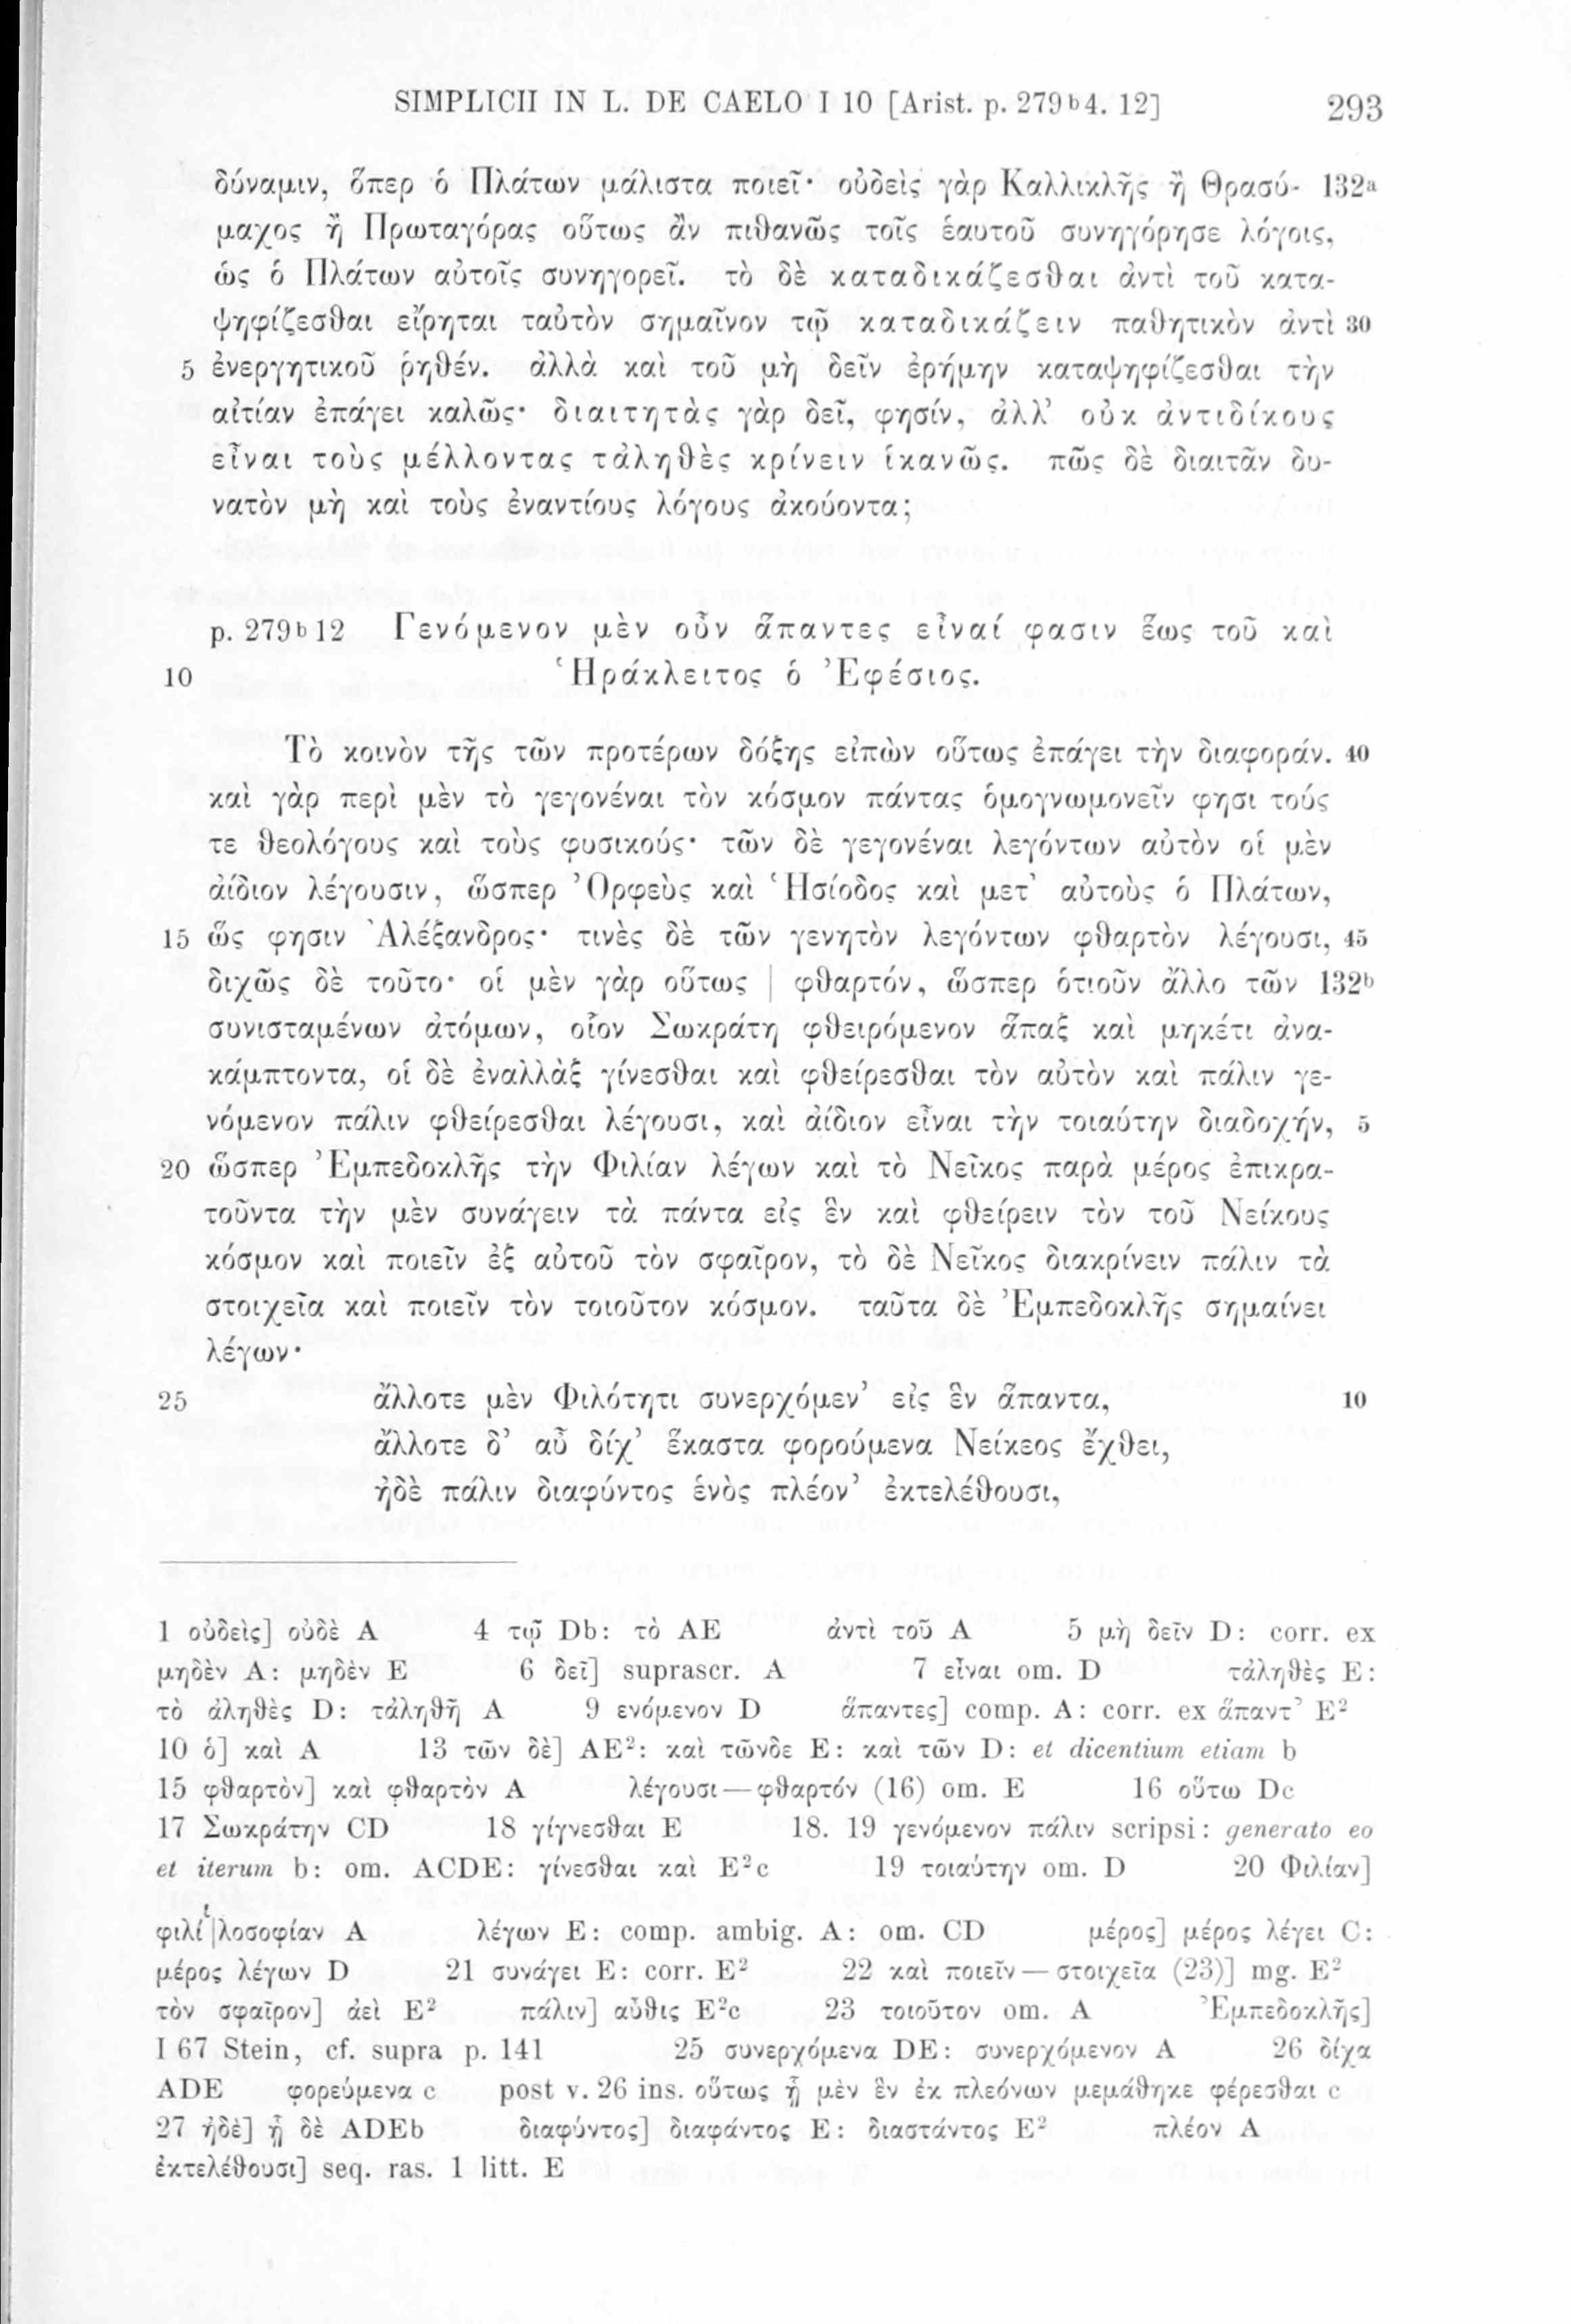 SIMPLICII IN L. DE CAELO I 10 [Arist. p. 279ᵇ4. 12] 293
δύναμιν, ὅπερ ὁ Πλάτων μάλιστα ποιεῖ· οὐδεὶς γὰρ Καλλικλῆς ἢ Θρασύ- 132ᵃ
μαχος ἢ Πρωταγόρας οὕτως ἂν πιθανῶς τοῖς ἑαυτοῦ συνηγόρησε λόγοις,
ὡς ὁ Πλάτων αὐτοῖς συνηγορεῖ. τὸ δὲ καταδικάζεσθαι ἀντὶ τοῦ κατα-
ψηφίζεσθαι εἴρηται ταὐτὸν σημαῖνον τῷ καταδικάζειν παθητικὸν ἀντὶ 30
5 ἐνεργητικοῦ ῥηθέν. ἀλλὰ καὶ τοῦ μὴ δεῖν ἐρήμην καταψηφίζεσθαι τὴν
αἰτίαν ἐπάγει καλῶς· διαιτητὰς γὰρ δεῖ, φησίν, ἀλλ’ οὐκ ἀντιδίκους
εἶναι τοὺς μέλλοντας τἀληθὲς κρίνειν ἱκανῶς. πῶς δὲ διαιτᾶν δυ-
νατὸν μὴ καὶ τοὺς ἐναντίους λόγους ἀκούοντα;
p. 279ᵇ12 Γενόμενον μὲν οὖν ἅπαντες εἶναί φασιν ἕως τοῦ καὶ
10 Ἡράκλειτος ὁ Ἐφέσιος.
Τὸ κοινὸν τῆς τῶν προτέρων δόξης εἰπὼν οὕτως ἐπάγει τὴν διαφοράν. 40
καὶ γὰρ περὶ μὲν τὸ γεγονέναι τὸν κόσμον πάντας ὁμογνωμονεῖν φησι τούς
τε θεολόγους καὶ τοὺς φυσικούς· τῶν δὲ γεγονέναι λεγόντων αὐτὸν οἱ μὲν
ἀίδιον λέγουσιν, ὥσπερ Ὀρφεὺς καὶ Ἡσίοδος καὶ μετ’ αὐτοὺς ὁ Πλάτων,
15 ὥς φησιν Ἀλέξανδρος· τινὲς δὲ τῶν γενητὸν λεγόντων φθαρτὸν λέγουσι, 45
διχῶς δὲ τοῦτο· οἱ μὲν γὰρ οὕτως | φθαρτόν, ὥσπερ ὁτιοῦν ἄλλο τῶν 132ᵇ
συνισταμένων ἀτόμων, οἷον Σωκράτη φθειρόμενον ἅπαξ καὶ μηκέτι ἀνα-
κάμπτοντα, οἱ δὲ ἐναλλὰξ γίνεσθαι καὶ φθείρεσθαι τὸν αὐτὸν καὶ πάλιν γε-
νόμενον πάλιν φθείρεσθαι λέγουσι, καὶ ἀίδιον εἶναι τὴν τοιαύτην διαδοχήν, 5
20 ὥσπερ Ἐμπεδοκλῆς τὴν Φιλίαν λέγων καὶ τὸ Νεῖκος παρὰ μέρος ἐπικρα-
τοῦντα τὴν μὲν συνάγειν τὰ πάντα εἰς ἓν καὶ φθείρειν τὸν τοῦ Νείκους
κόσμον καὶ ποιεῖν ἐξ αὐτοῦ τὸν σφαῖρον, τὸ δὲ Νεῖκος διακρίνειν πάλιν τὰ
στοιχεῖα καὶ ποιεῖν τὸν τοιοῦτον κόσμον. ταῦτα δὲ Ἐμπεδοκλῆς σημαίνει
λέγων·
25 ἄλλοτε μὲν Φιλότητι συνερχόμεν’ εἰς ἓν ἅπαντα, 10
ἄλλοτε δ’ αὖ δίχ’ ἕκαστα φορούμενα Νείκεος ἔχθει,
ἠδὲ πάλιν διαφύντος ἑνὸς πλέον’ ἐκτελέθουσι,
1 οὐδεὶς] οὐδὲ A 4 τῷ Db: τὸ AE ἀντὶ τοῦ A 5 μὴ δεῖν D: corr. ex
μηδὲν A: μηδὲν E 6 δεῖ] suprascr. A 7 εἶναι om. D τἀληθὲς E:
τὸ ἀληθὲς D: τἀληθῆ A 9 ενόμενον D ἅπαντες] comp. A: corr. ex ἅπαντ’ E²
10 ὁ] καὶ A 13 τῶν δὲ] AE²: καὶ τῶνδε E: καὶ τῶν D: et dicentium etiam b
15 φθαρτὸν] καὶ φθαρτὸν A λέγουσι—φθαρτόν (16) om. E 16 οὕτω Dc
17 Σωκράτην CD 18 γίγνεσθαι E 18. 19 γενόμενον πάλιν scripsi: generato eo
et iterum b: om. ACDE: γίνεσθαι καὶ E²c 19 τοιαύτην om. D 20 Φιλίαν]
φιλί|λοσοφίαν A λέγων E: comp. ambig. A: om. CD μέρος] μέρος λέγει C:
μέρος λέγων D 21 συνάγει E: corr. E² 22 καὶ ποιεῖν—στοιχεῖα (23)] mg. E²
τὸν σφαῖρον] ἀεὶ E² πάλιν] αὖθις E²c 23 τοιοῦτον om. A Ἐμπεδοκλῆς]
I 67 Stein, cf. supra p. 141 25 συνερχόμενα DE: συνερχόμενον A 26 δίχα
ADE φορεύμενα c post v. 26 ins. οὕτως ᾗ μὲν ἓν ἐκ πλεόνων μεμάθηκε φέρεσθαι c
27 ἠδὲ] ᾗ δὲ ADEb διαφύντος] διαφάντος E: διαστάντος E² πλέον A
ἐκτελέθουσι] seq. ras. 1 litt. E